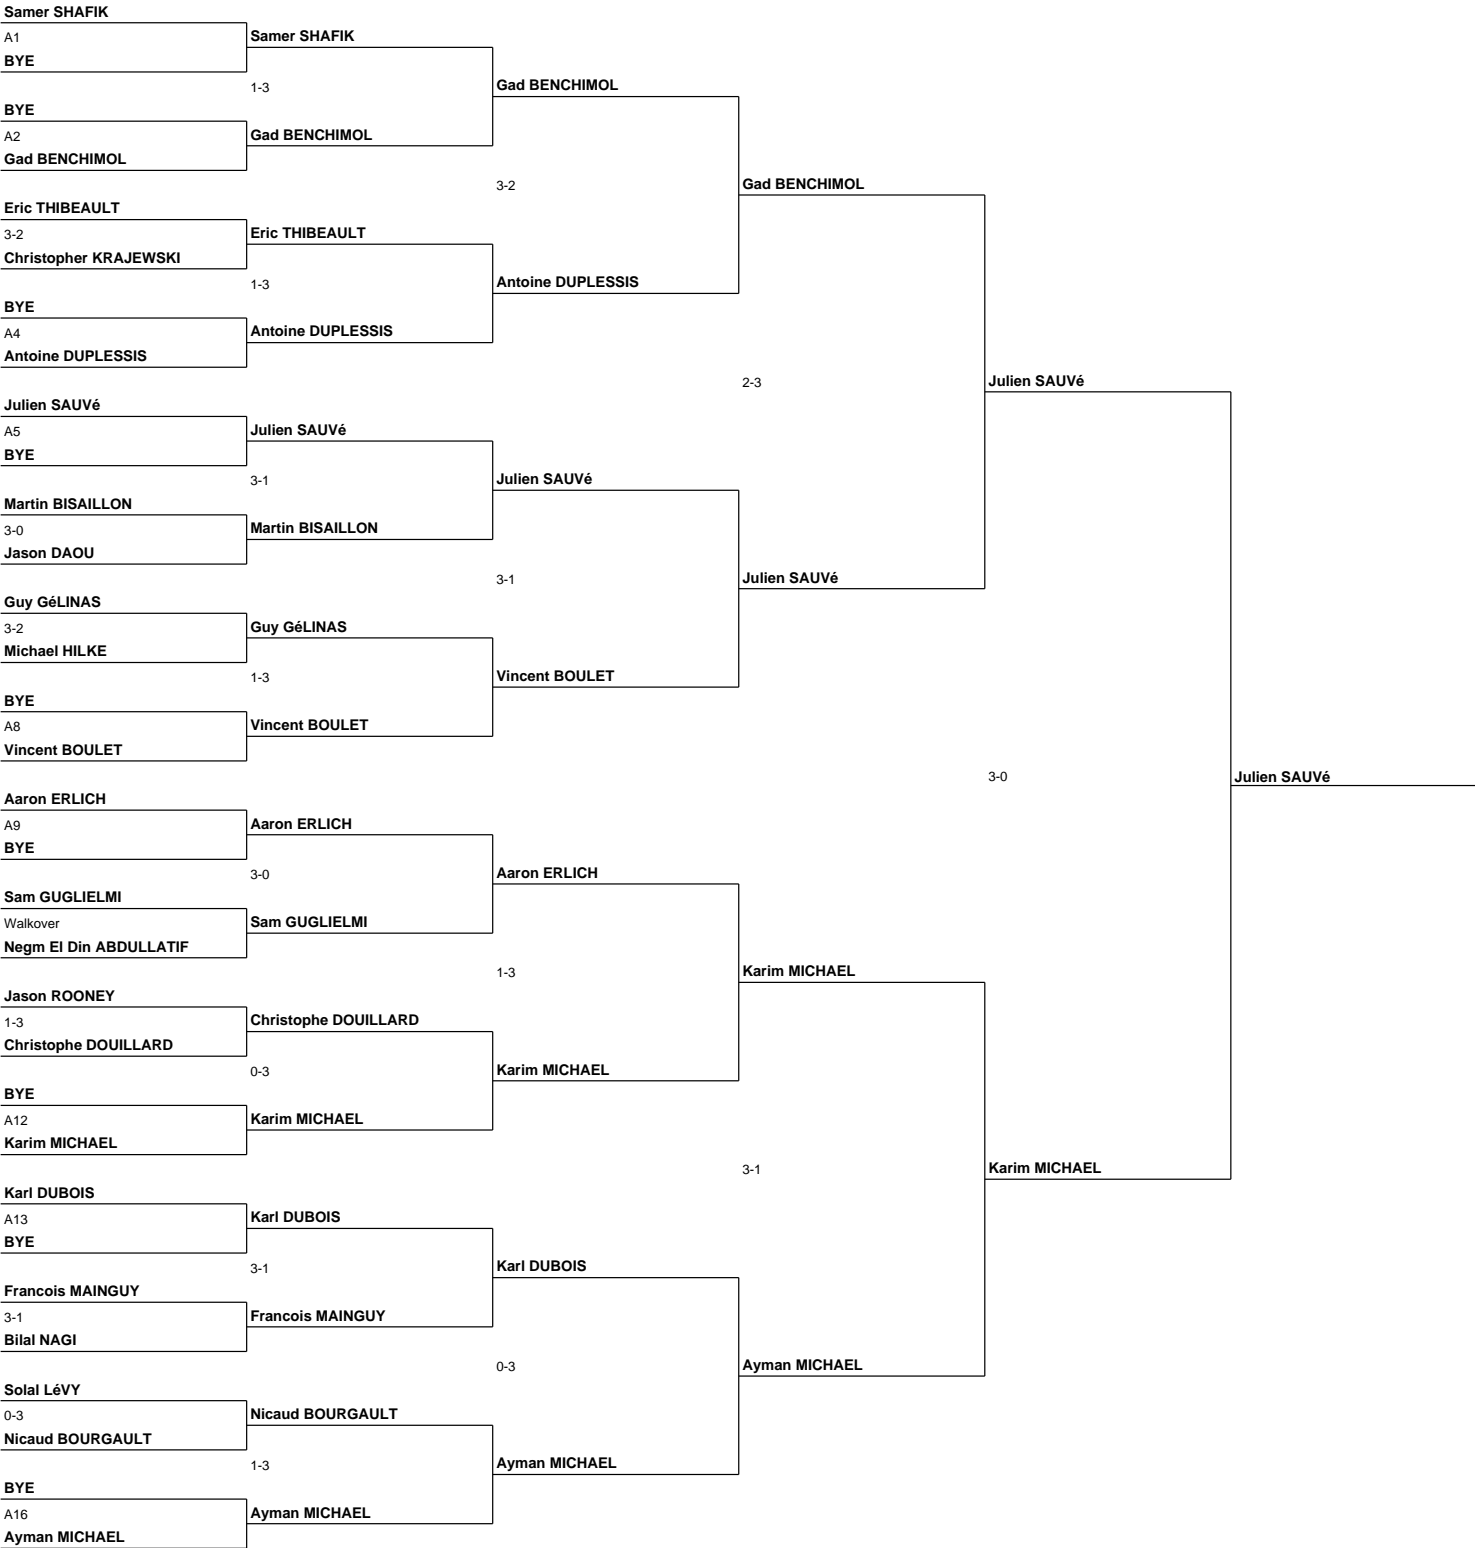 Samer SHAFIK
A1
Samer SHAFIK
BYE
1-3
Gad BENCHIMOL
BYE
A2
Gad BENCHIMOL
Gad BENCHIMOL
3-2
Gad BENCHIMOL
Eric THIBEAULT
3-2
Eric THIBEAULT
Christopher KRAJEWSKI
1-3
Antoine DUPLESSIS
BYE
A4
Antoine DUPLESSIS
Antoine DUPLESSIS
2-3
Julien SAUVé
Julien SAUVé
A5
Julien SAUVé
BYE
3-1
Julien SAUVé
Martin BISAILLON
3-0
Martin BISAILLON
Jason DAOU
3-1
Julien SAUVé
Guy GéLINAS
3-2
Guy GéLINAS
Michael HILKE
1-3
Vincent BOULET
BYE
A8
Vincent BOULET
Vincent BOULET
3-0
Julien SAUVé
Aaron ERLICH
A9
Aaron ERLICH
BYE
3-0
Aaron ERLICH
Sam GUGLIELMI
Walkover
Sam GUGLIELMI
Negm El Din ABDULLATIF
1-3
Karim MICHAEL
Jason ROONEY
1-3
Christophe DOUILLARD
Christophe DOUILLARD
0-3
Karim MICHAEL
BYE
A12
Karim MICHAEL
Karim MICHAEL
3-1
Karim MICHAEL
Karl DUBOIS
A13
Karl DUBOIS
BYE
3-1
Karl DUBOIS
Francois MAINGUY
3-1
Francois MAINGUY
Bilal NAGI
0-3
Ayman MICHAEL
Solal LéVY
0-3
Nicaud BOURGAULT
Nicaud BOURGAULT
1-3
Ayman MICHAEL
BYE
A16
Ayman MICHAEL
Ayman MICHAEL